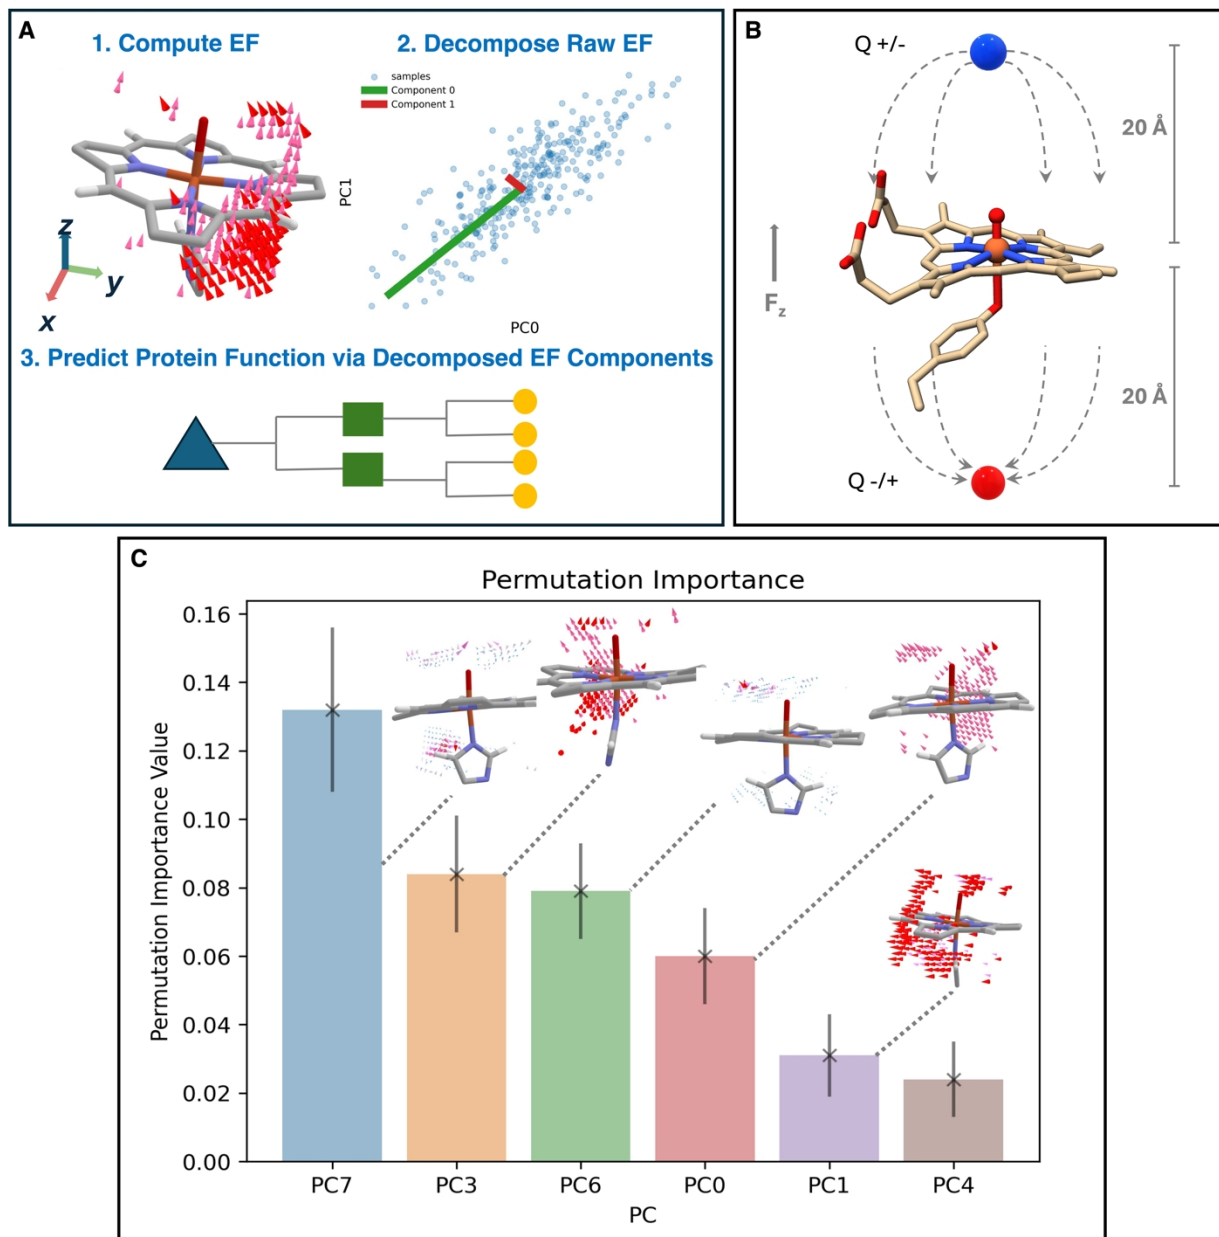 A
1. Compute EF
2. Decompose Raw EF
samples
Component 0
Component 1
PC1
PC0
z
y
x
3. Predict Protein Function via Decomposed EF Components
B
Q +/-
20 Å
Fz
20 Å
Q -/+
C
Permutation Importance
Permutation Importance Value
0.16
0.14
0.12
0.10
0.08
0.06
0.04
0.02
0.00
PC7 PC3 PC6 PC0 PC1 PC4
PC